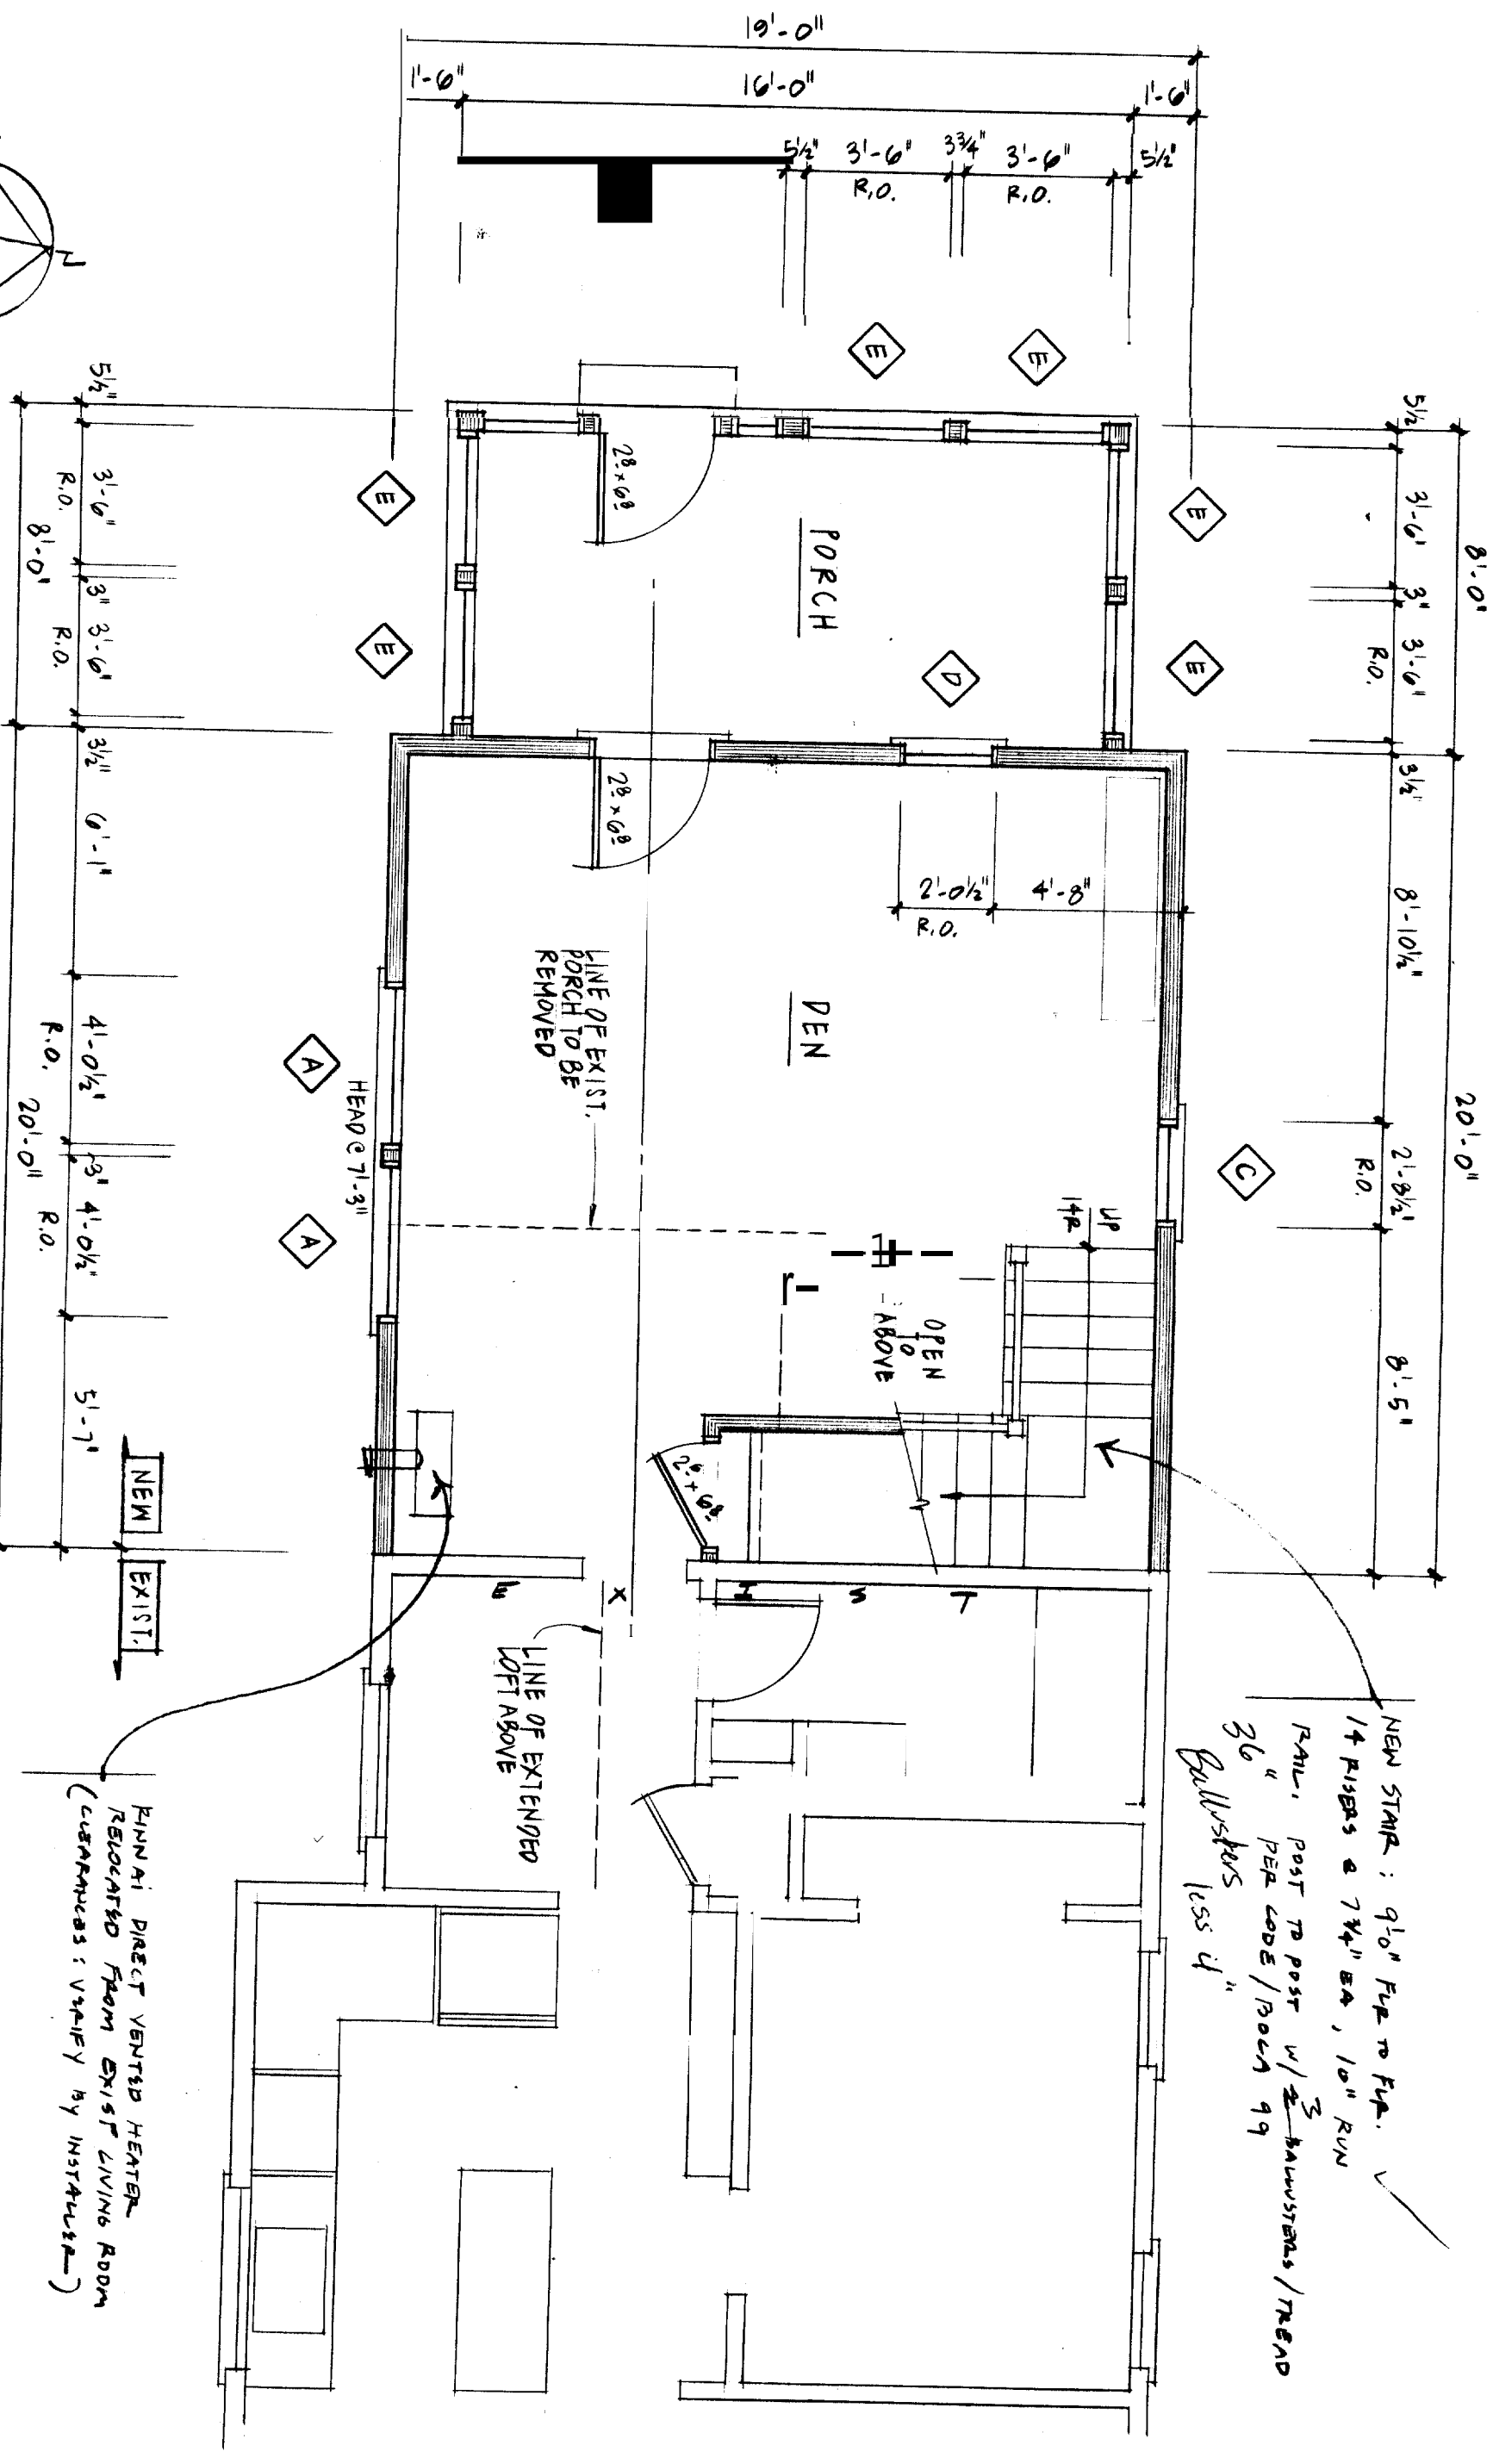 19'-0"
1'-6"
16'-0"
1'-6"
5½"
3'-6"
R.O.
3¾"
3'-6"
R.O.
5½"
N
E
E
5½
3'-6"
3"
3'-6"
R.O.
8'-0"
3½"
8'-10½"
2'-8½"
R.O.
8'-5"
20'-0"
E
E
C
PORCH
2⁸ x 6⁸
D
E
E
5½"
3'-6"
R.O.
3"
3'-6"
R.O.
8'-0"
3½"
6'-1"
4'-0½"
R.O.
3"
4'-0½"
R.O.
5'-7"
20'-0"
2⁸ x 6⁸
2'-0½"
R.O.
4'-8"
DEN
LINE OF EXIST.
PORCH TO BE
REMOVED
A
A
HEAD @ 7'-3"
UP
14R
OPEN
TO
ABOVE
2⁶ x 6⁸
NEW
EXIST.
E X I S T
LINE OF EXTENDED
LOFT ABOVE
NEW STAIR : 9'-0" FLR TO FLR.
14 RISERS @ 7¾" EA, 10" RUN
RAIL: POST TO POST W/ 3 BALLUSTERS/TREAD
36" PER CODE/BOCA 99
Ballusters less 4"
RINNAI DIRECT VENTED HEATER
RELOCATED FROM EXIST LIVING ROOM
(CLEARANCES : VERIFY BY INSTALLER)